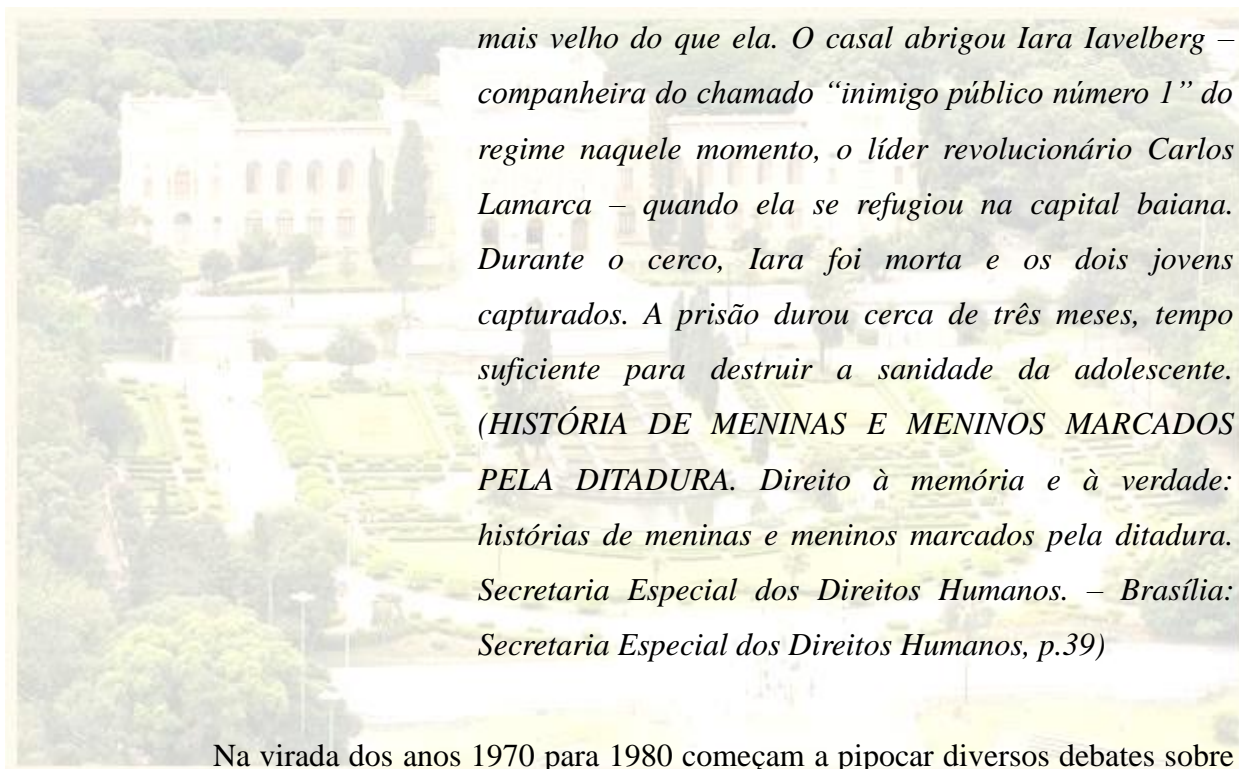 mais velho do que ela. O casal abrigou Iara Iavelberg –
companheira do chamado “inimigo público número 1” do
regime naquele momento, o líder revolucionário Carlos
Lamarca – quando ela se refugiou na capital baiana.
Durante o cerco, Iara foi morta e os dois jovens
capturados. A prisão durou cerca de três meses, tempo
suficiente para destruir a sanidade da adolescente.
(HISTÓRIA DE MENINAS E MENINOS MARCADOS
PELA DITADURA. Direito à memória e à verdade:
histórias de meninas e meninos marcados pela ditadura.
Secretaria Especial dos Direitos Humanos. – Brasília:
Secretaria Especial dos Direitos Humanos, p.39)
Na virada dos anos 1970 para 1980 começam a pipocar diversos debates sobre